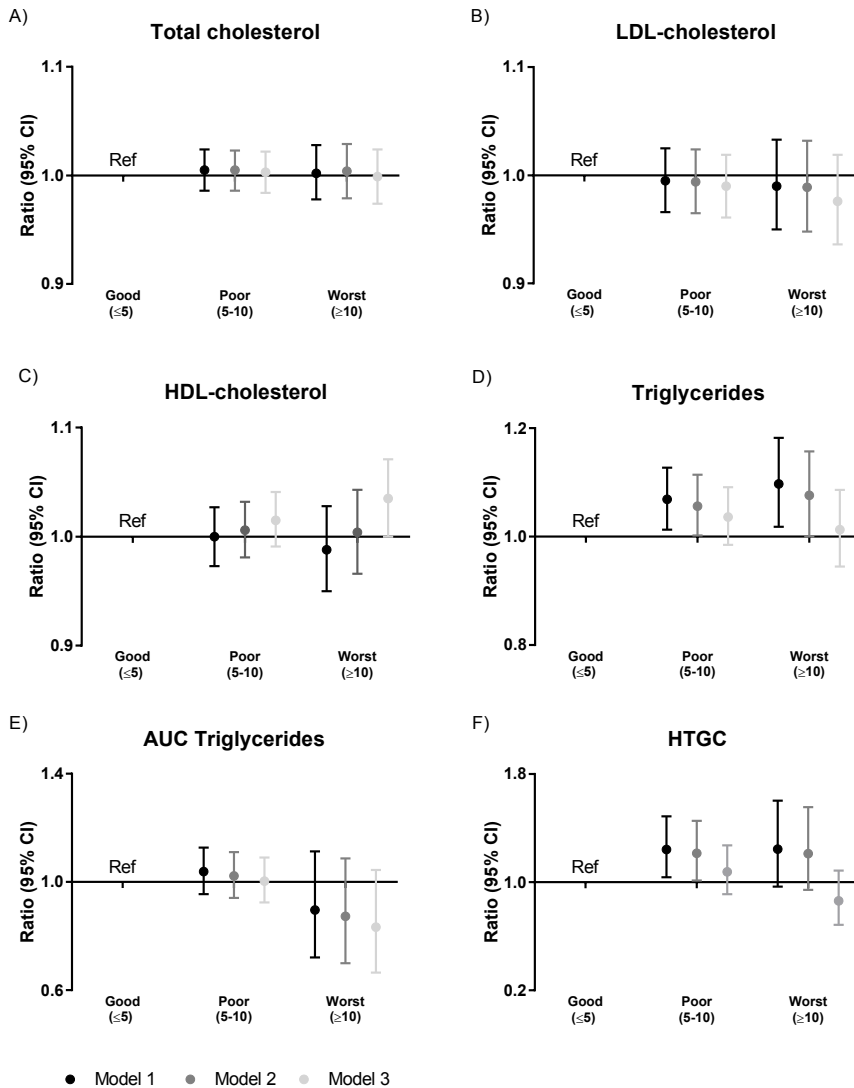 A)
Total cholesterol
Ratio (95% CI)
1.1
1.0
0.9
Ref
Good Poor Worst
(≤5) (5-10) (≥10)
B)
LDL-cholesterol
Ratio (95% CI)
1.1
1.0
0.9
Ref
Good Poor Worst
(≤5) (5-10) (≥10)
C)
HDL-cholesterol
Ratio (95% CI)
1.1
1.0
0.9
Ref
Good Poor Worst
(≤5) (5-10) (≥10)
D)
Triglycerides
Ratio (95% CI)
1.2
1.0
0.8
Ref
Good Poor Worst
(≤5) (5-10) (≥10)
E)
AUC Triglycerides
Ratio (95% CI)
1.4
1.0
0.6
Ref
Good Poor Worst
(≤5) (5-10) (≥10)
F)
HTGC
Ratio (95% CI)
1.8
1.0
0.2
Ref
Good Poor Worst
(≤5) (5-10) (≥10)
Model 1 Model 2 Model 3